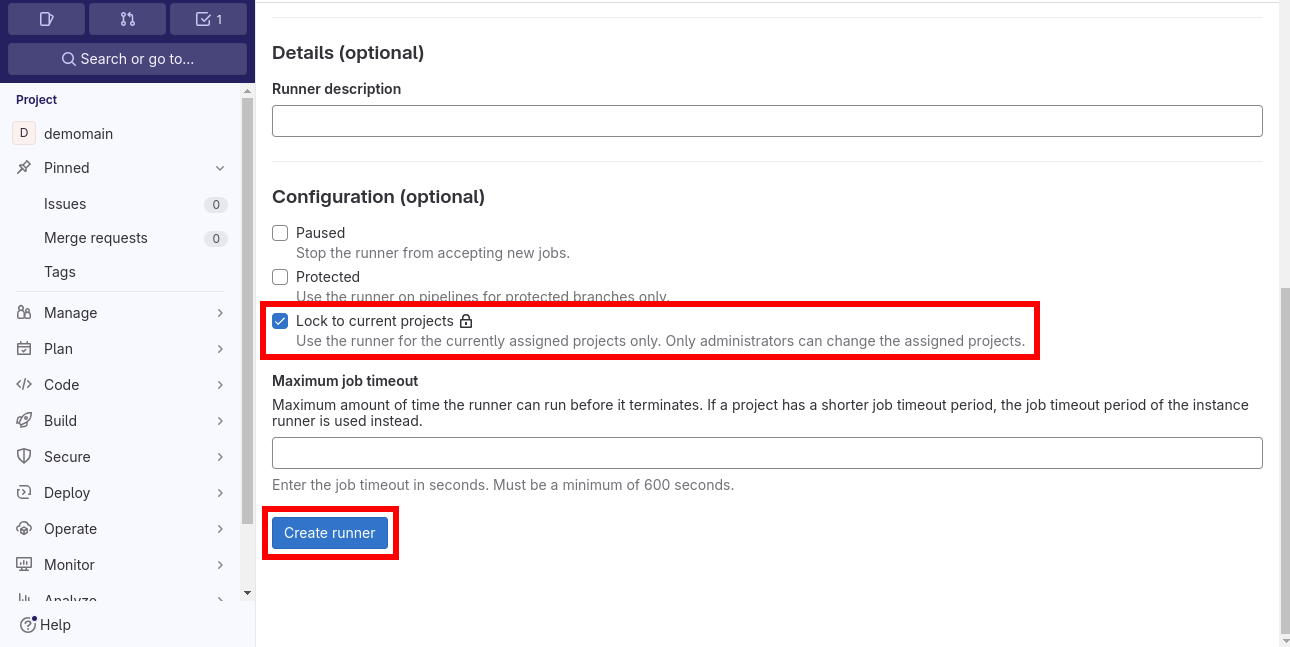 1
Search or go to...
Project
D demomain
Pinned
Issues 0
Merge requests 0
Tags
Manage
Plan
Code
Build
Secure
Deploy
Operate
Monitor
Analyze
Help
Details (optional)
Runner description
Configuration (optional)
Paused
Stop the runner from accepting new jobs.
Protected
Use the runner on pipelines for protected branches only.
Lock to current projects
Use the runner for the currently assigned projects only. Only administrators can change the assigned projects.
Maximum job timeout
Maximum amount of time the runner can run before it terminates. If a project has a shorter job timeout period, the job timeout period of the instance
runner is used instead.
Enter the job timeout in seconds. Must be a minimum of 600 seconds.
Create runner